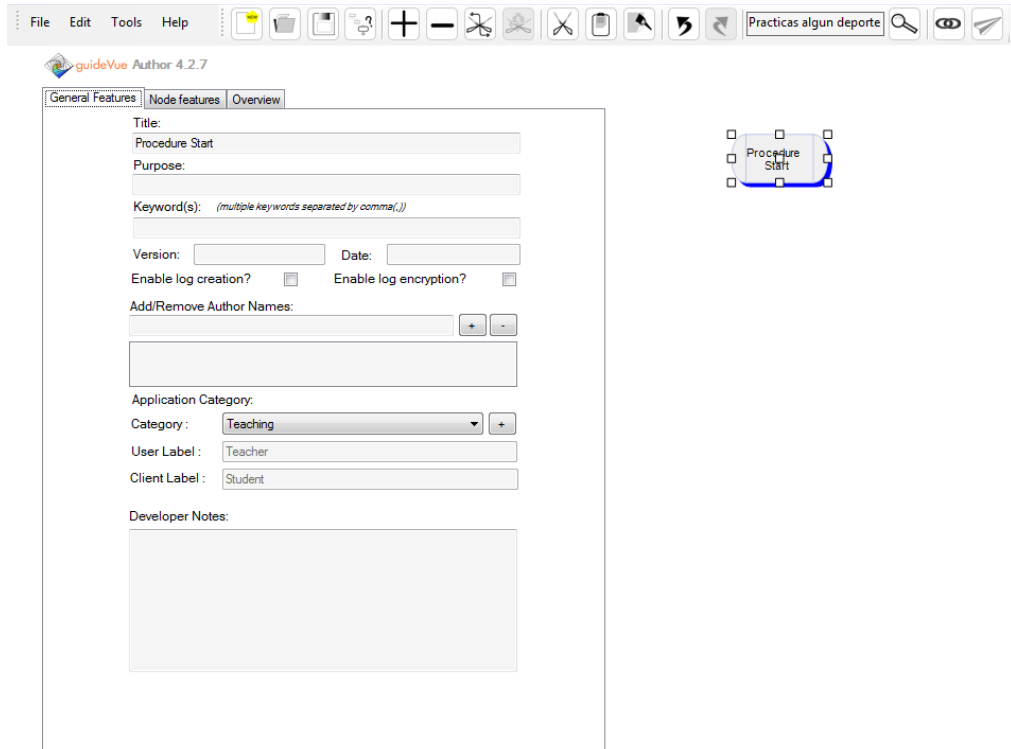 File Edit Tools Help NEW Practicas algun deporte
guideVue Author 4.2.7
General Features Node features Overview
Title:
Procedure Start
Purpose:
Keyword(s): (multiple keywords separated by comma(,))
Version: Date:
Enable log creation? Enable log encryption?
Add/Remove Author Names:
+ -
Application Category:
Category : Teaching +
User Label : Teacher
Client Label : Student
Developer Notes:
Procedure
Start